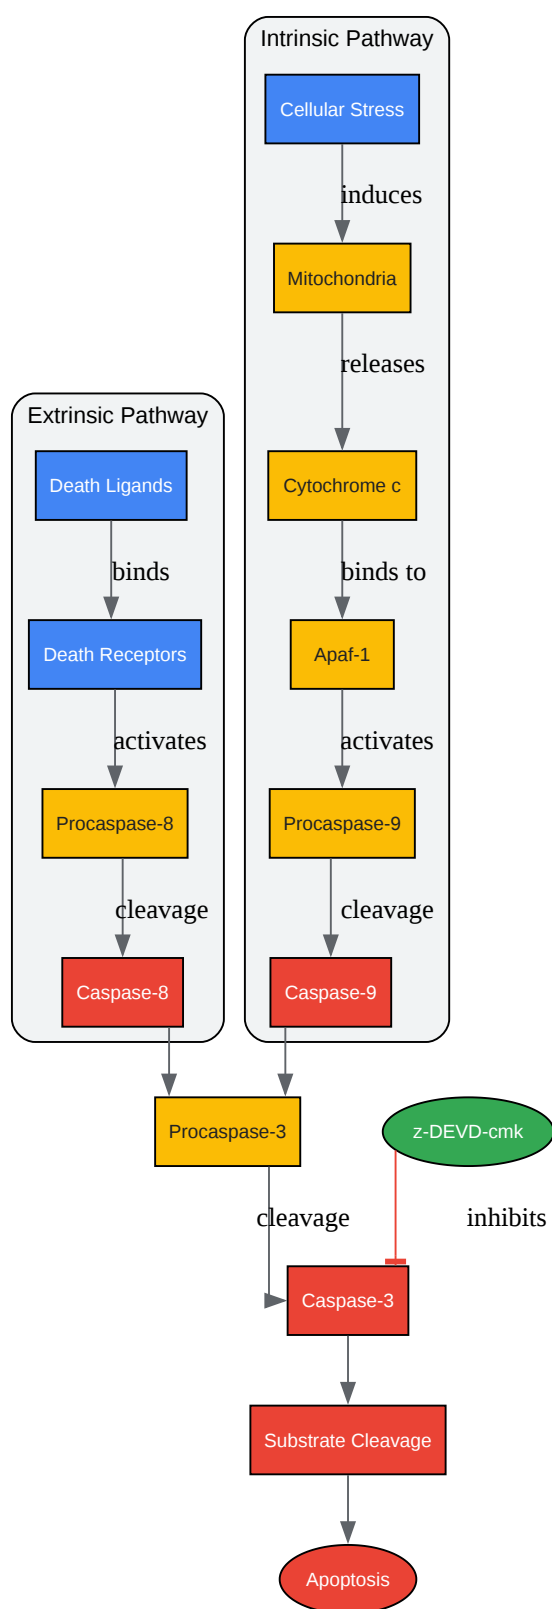 Intrinsic Pathway
Cellular Stress
induces
Mitochondria
releases
Extrinsic Pathway
Death Ligands
Cytochrome c
binds
binds to
Death Receptors
Apaf-1
activates
activates
Procaspase-8
Procaspase-9
cleavage
cleavage
Caspase-8
Caspase-9
Procaspase-3
z-DEVD-cmk
cleavage
inhibits
Caspase-3
Substrate Cleavage
Apoptosis